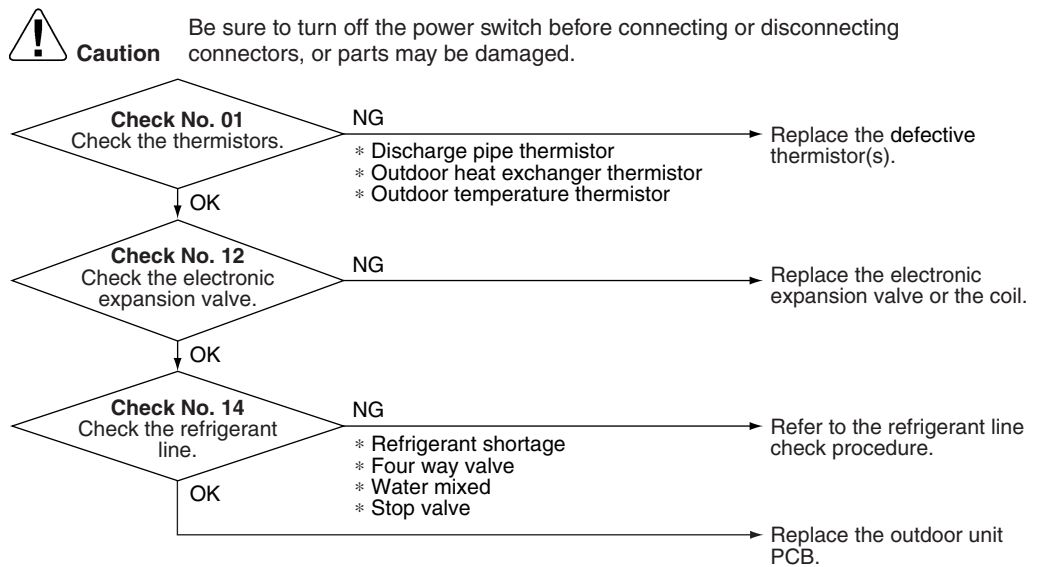 Be sure to turn off the power switch before connecting or disconnecting
Caution connectors, or parts may be damaged.
Check No. 01
Check the thermistors.
NG
∗ Discharge pipe thermistor
∗ Outdoor heat exchanger thermistor
∗ Outdoor temperature thermistor
Replace the defective
thermistor(s).
OK
Check No. 12
Check the electronic
expansion valve.
NG
Replace the electronic
expansion valve or the coil.
OK
Check No. 14
Check the refrigerant
line.
NG
∗ Refrigerant shortage
∗ Four way valve
∗ Water mixed
∗ Stop valve
Refer to the refrigerant line
check procedure.
OK
Replace the outdoor unit
PCB.